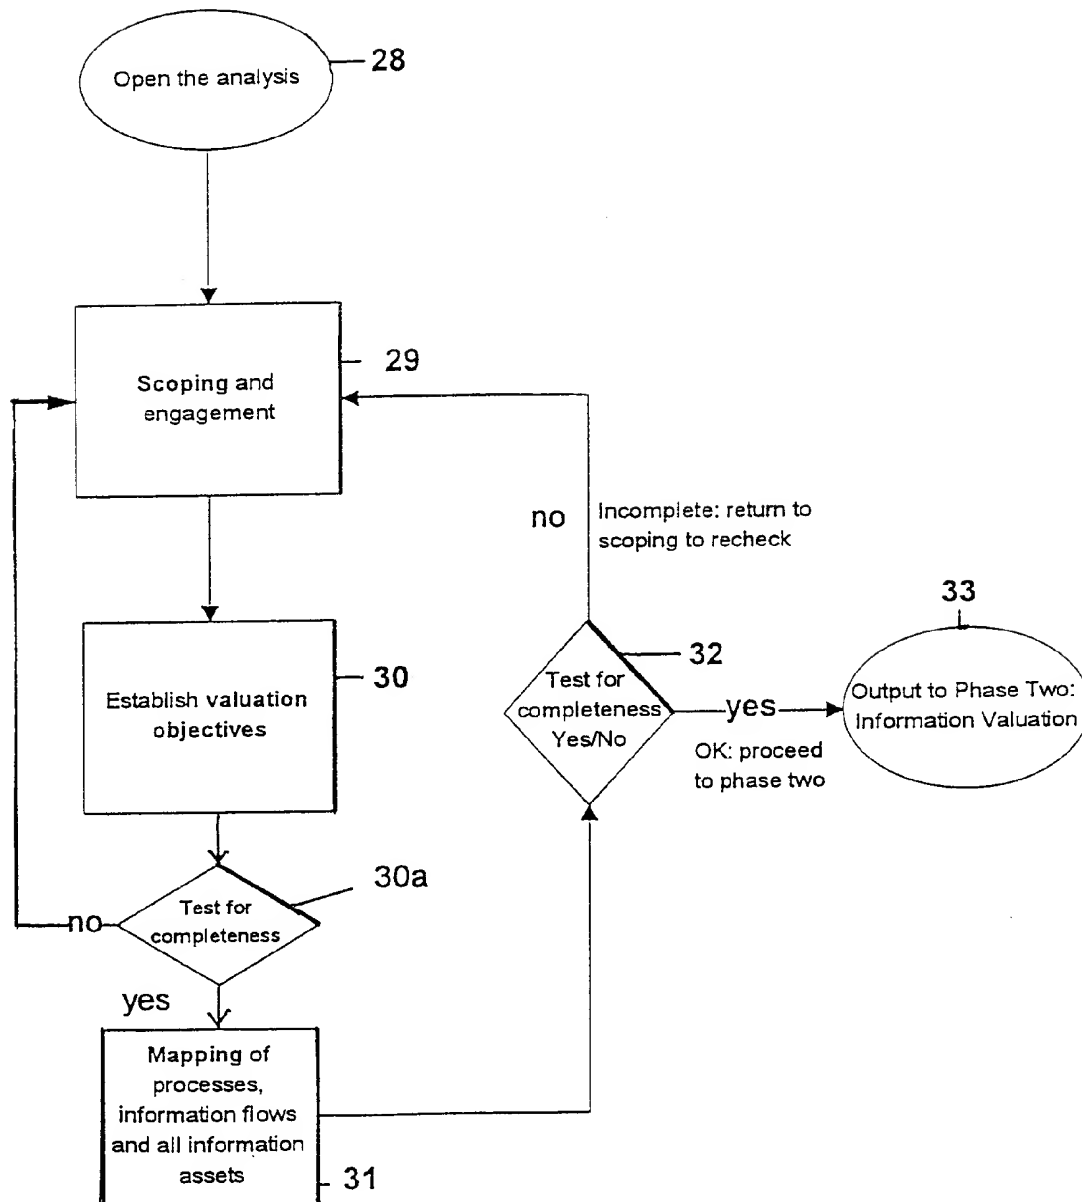 Open the analysis
28
Scoping and
engagement
29
Establish valuation
objectives
30
Test for
completeness
30a
no
yes
Mapping of
processes,
information flows
and all information
assets
31
Test for
completeness
Yes/No
32
no
Incomplete: return to
scoping to recheck
yes
OK: proceed
to phase two
33
Output to Phase Two:
Information Valuation